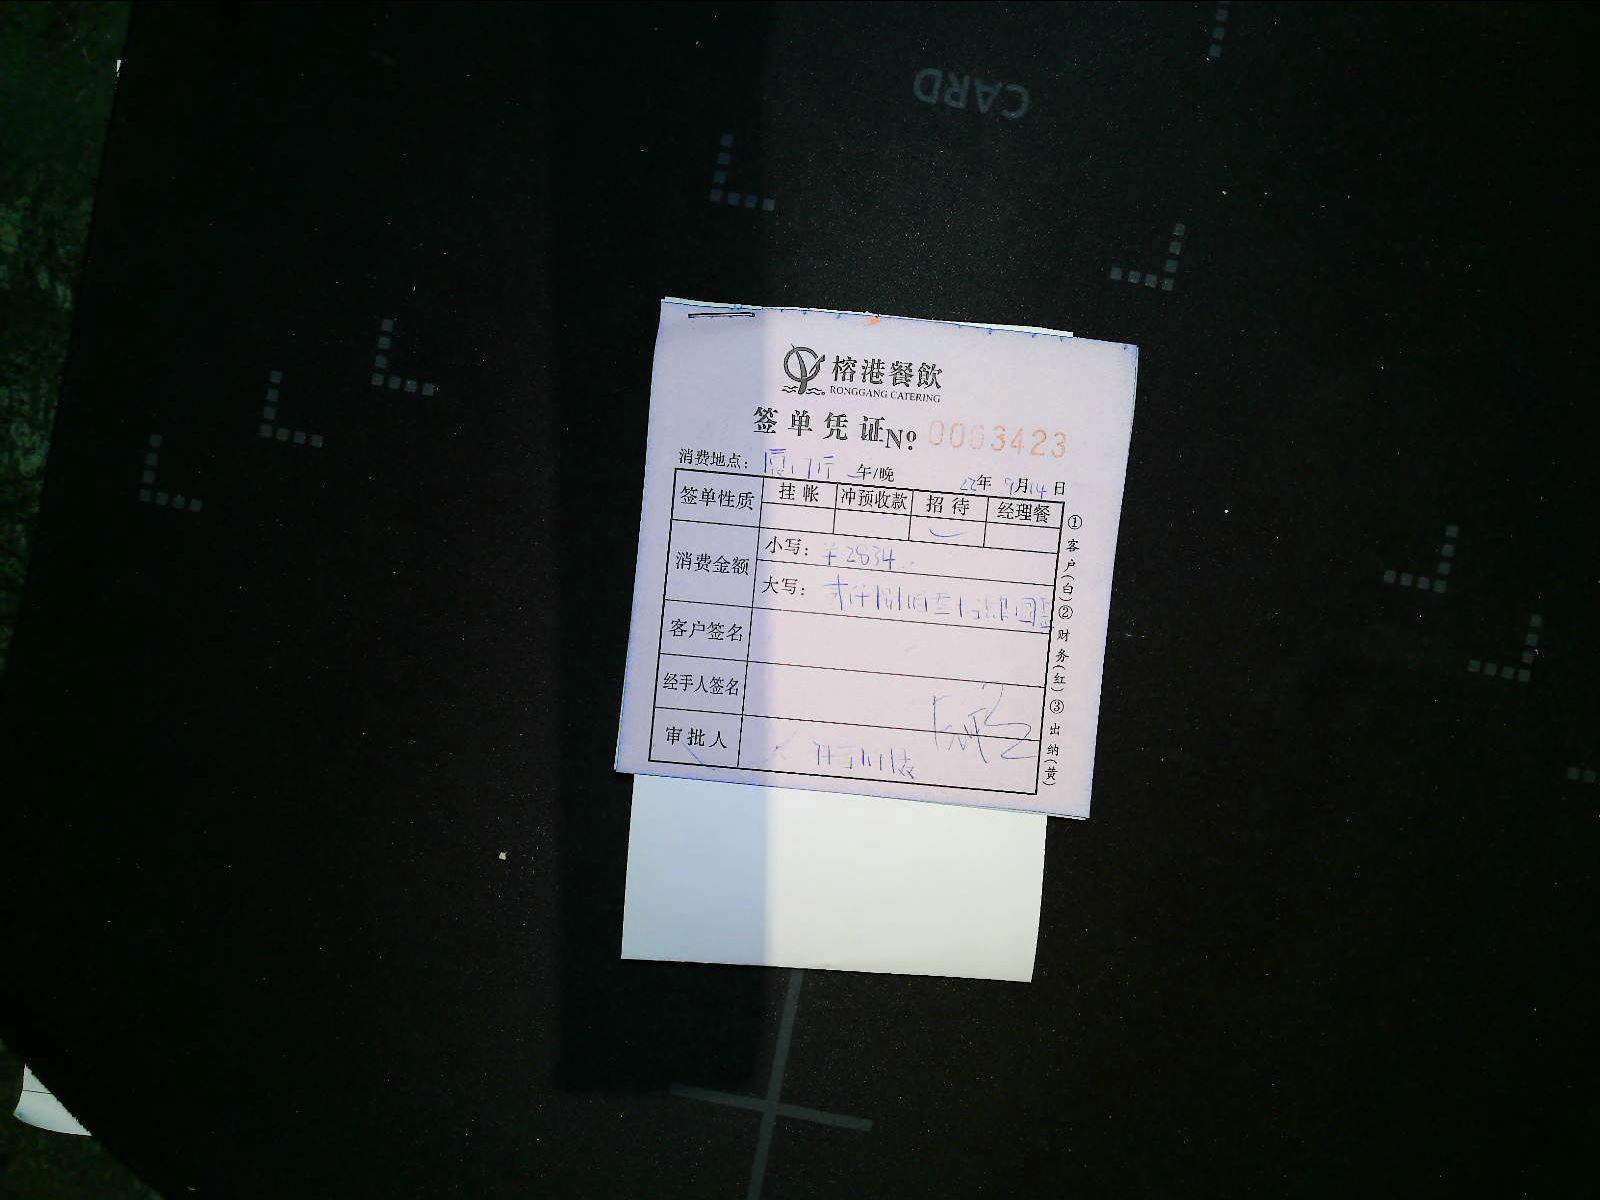 CARD
榕港餐飲
RONGGANG CATERING
签单凭证№ 0003423
消费地点：厦门厅 午/晚 22年9月14日
签单性质 挂帐 冲预收款 招待 经理餐
消费金额 小写：¥2834
大写：
客户签名
经手人签名
审批人
①客户(白)②财务(红)③出纳(黄)